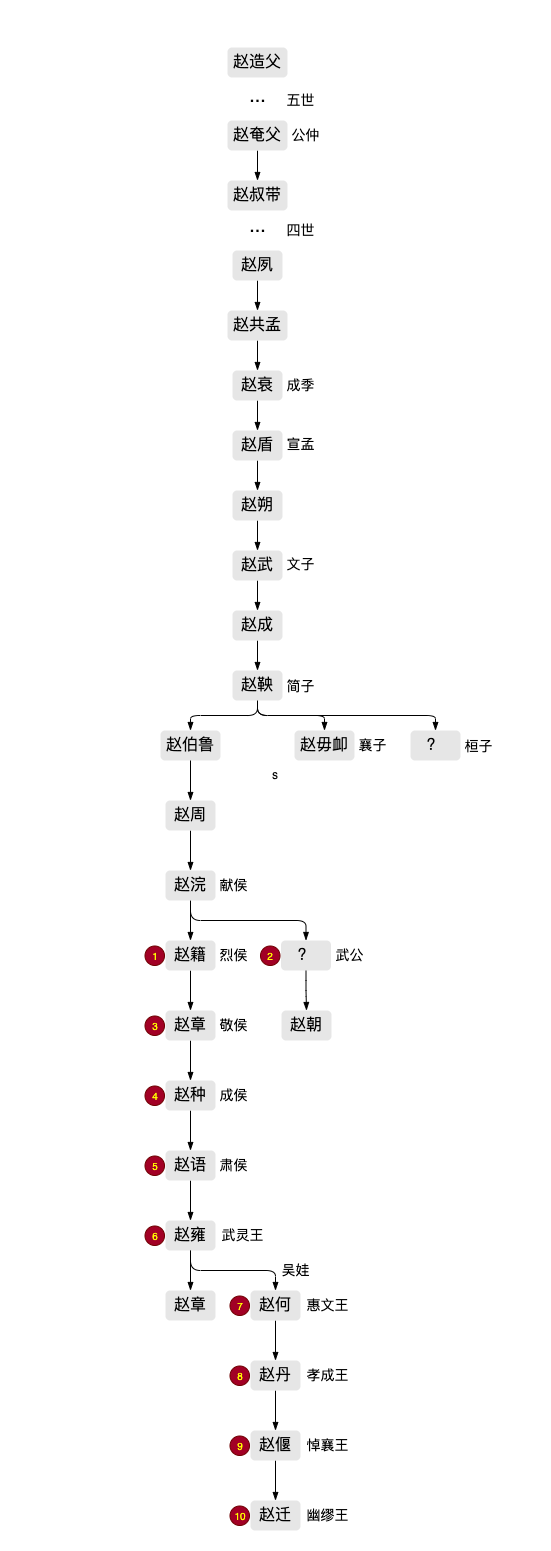 赵造父
··· 五世
赵奄父 公仲
赵叔带
··· 四世
赵夙
赵共孟
赵衰 成季
赵盾 宣孟
赵朔
赵武 文子
赵成
赵鞅 简子
赵伯鲁 赵毋卹 襄子 ? 桓子
s
赵周
赵浣 献侯
1 赵籍 烈侯 2 ? 武公
3 赵章 敬侯 赵朝
4 赵种 成侯
5 赵语 肃侯
6 赵雍 武灵王
吴娃
赵章 7 赵何 惠文王
8 赵丹 孝成王
9 赵偃 悼襄王
10 赵迁 幽缪王